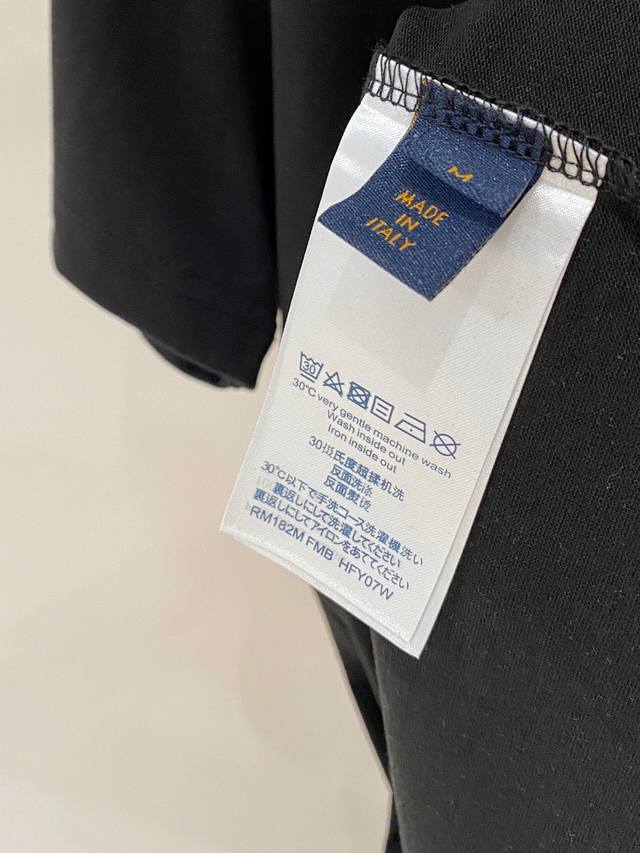 M
MADE
IN
ITALY
30
30°C very gentle machine wash
Wash inside out
Iron inside out
30摄氏度超揉机洗
反面洗涤
反面熨烫
30℃以下で手洗コース洗濯機洗い
裏返しにして洗濯してください
裏返しにしてアイロンをあててください
RM182M FMB HFY07W